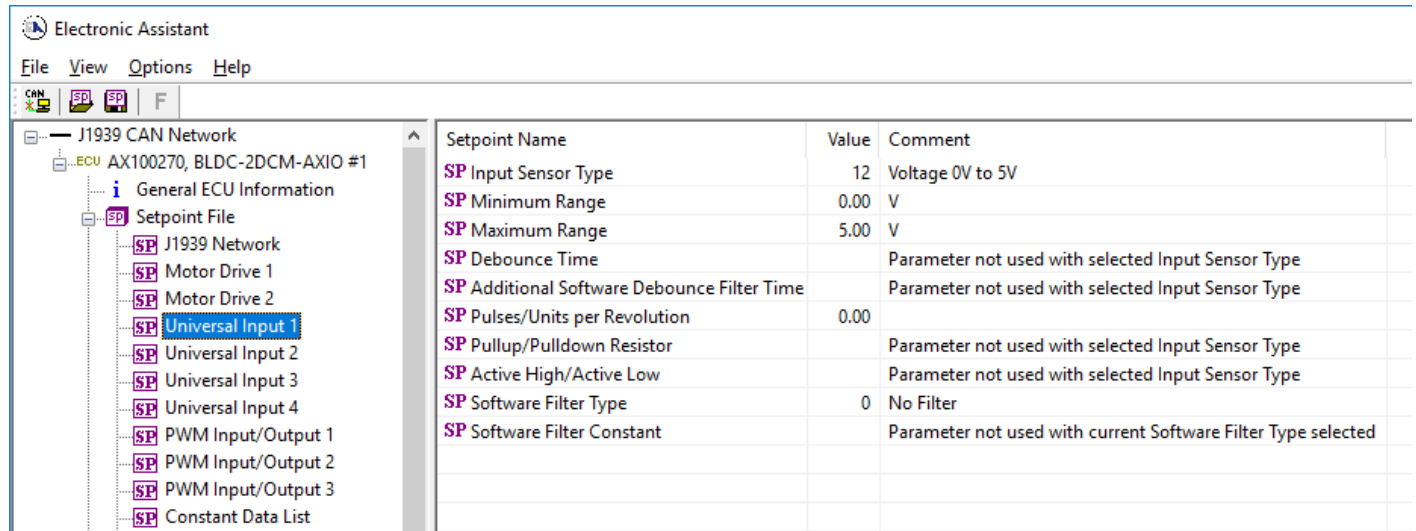 Electronic Assistant
File View Options Help
CAN SP SP F
J1939 CAN Network
ECU AX100270, BLDC-2DCM-AXIO #1
i General ECU Information
SP Setpoint File
SP J1939 Network
SP Motor Drive 1
SP Motor Drive 2
SP Universal Input 1
SP Universal Input 2
SP Universal Input 3
SP Universal Input 4
SP PWM Input/Output 1
SP PWM Input/Output 2
SP PWM Input/Output 3
SP Constant Data List
Setpoint Name Value Comment
SP Input Sensor Type 12 Voltage 0V to 5V
SP Minimum Range 0.00 V
SP Maximum Range 5.00 V
SP Debounce Time Parameter not used with selected Input Sensor Type
SP Additional Software Debounce Filter Time Parameter not used with selected Input Sensor Type
SP Pulses/Units per Revolution 0.00
SP Pullup/Pulldown Resistor Parameter not used with selected Input Sensor Type
SP Active High/Active Low Parameter not used with selected Input Sensor Type
SP Software Filter Type 0 No Filter
SP Software Filter Constant Parameter not used with current Software Filter Type selected